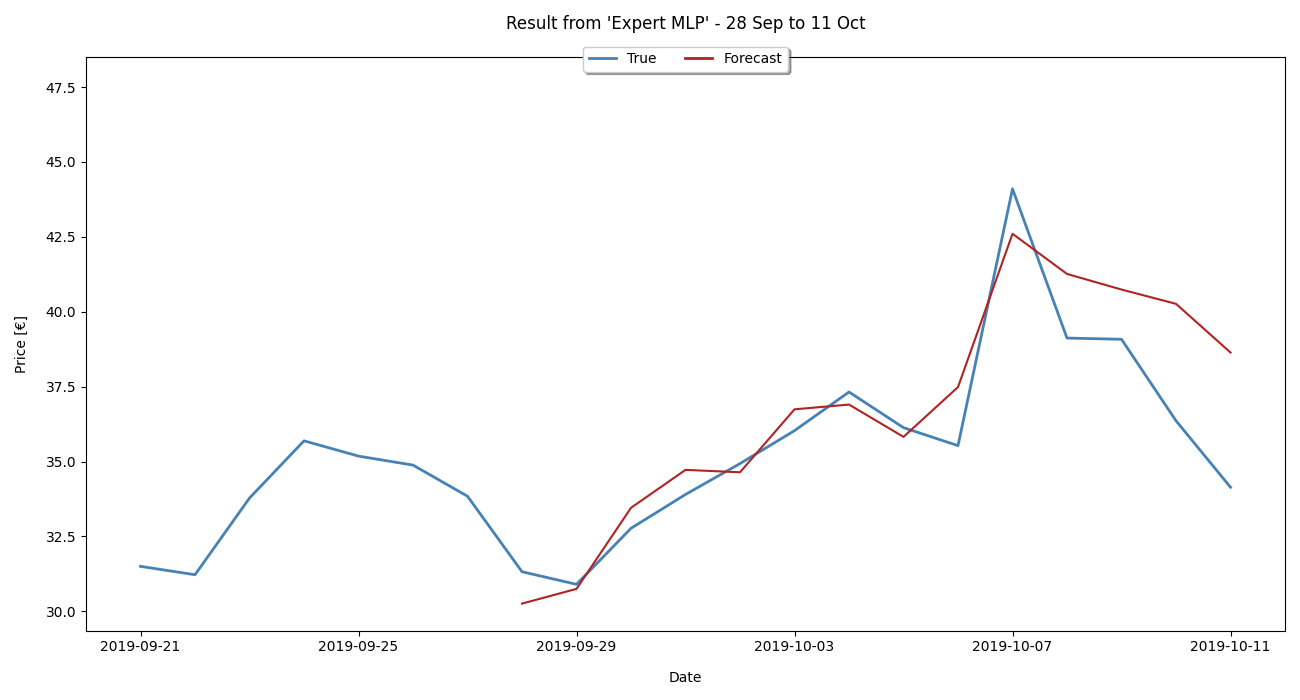 Result from 'Expert MLP' - 28 Sep to 11 Oct
True Forecast
47.5
45.0
42.5
40.0
37.5
35.0
32.5
30.0
Price [€]
2019-09-21 2019-09-25 2019-09-29 2019-10-03 2019-10-07 2019-10-11
Date